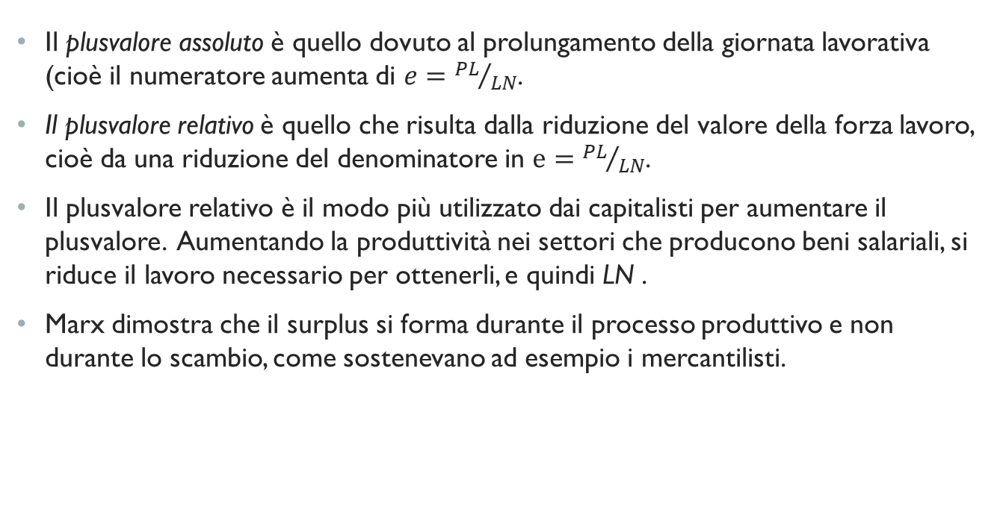 • Il plusvalore assoluto è quello dovuto al prolungamento della giornata lavorativa
(cioè il numeratore aumenta di e = PL/LN.
• Il plusvalore relativo è quello che risulta dalla riduzione del valore della forza lavoro,
cioè da una riduzione del denominatore in e = PL/LN.
• Il plusvalore relativo è il modo più utilizzato dai capitalisti per aumentare il
plusvalore. Aumentando la produttività nei settori che producono beni salariali, si
riduce il lavoro necessario per ottenerli, e quindi LN .
• Marx dimostra che il surplus si forma durante il processo produttivo e non
durante lo scambio, come sostenevano ad esempio i mercantilisti.